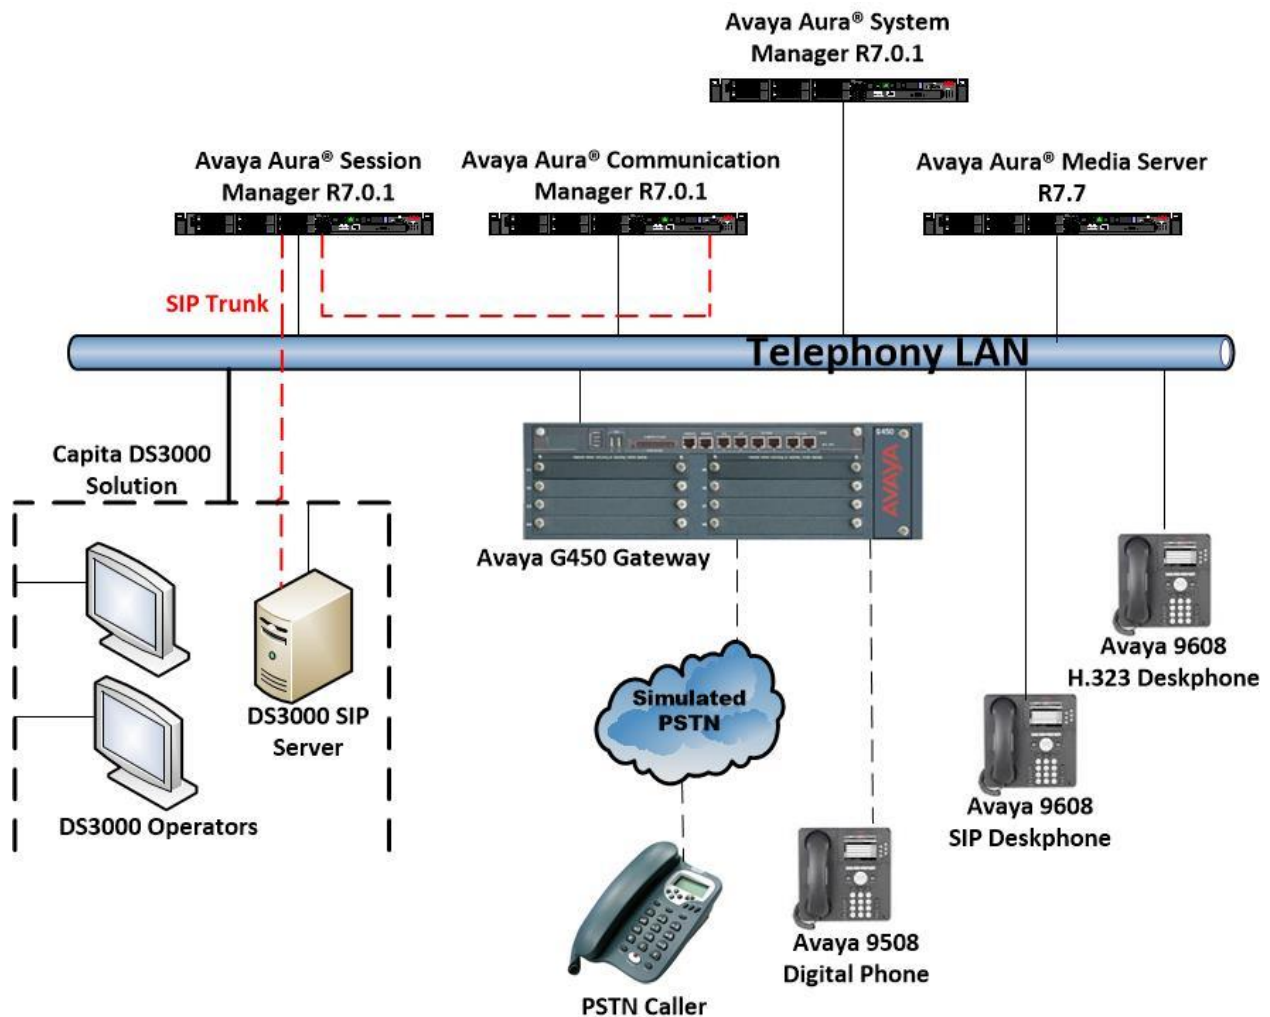 Avaya Aura® System
Manager R7.0.1
Avaya Aura® Session
Manager R7.0.1
Avaya Aura® Communication
Manager R7.0.1
Avaya Aura® Media Server
R7.7
SIP Trunk
Telephony LAN
Capita DS3000
Solution
G450
AVAYA
Avaya G450 Gateway
DS3000 SIP
Server
DS3000 Operators
Simulated
PSTN
PSTN Caller
Avaya 9508
Digital Phone
Avaya 9608
SIP Deskphone
Avaya 9608
H.323 Deskphone